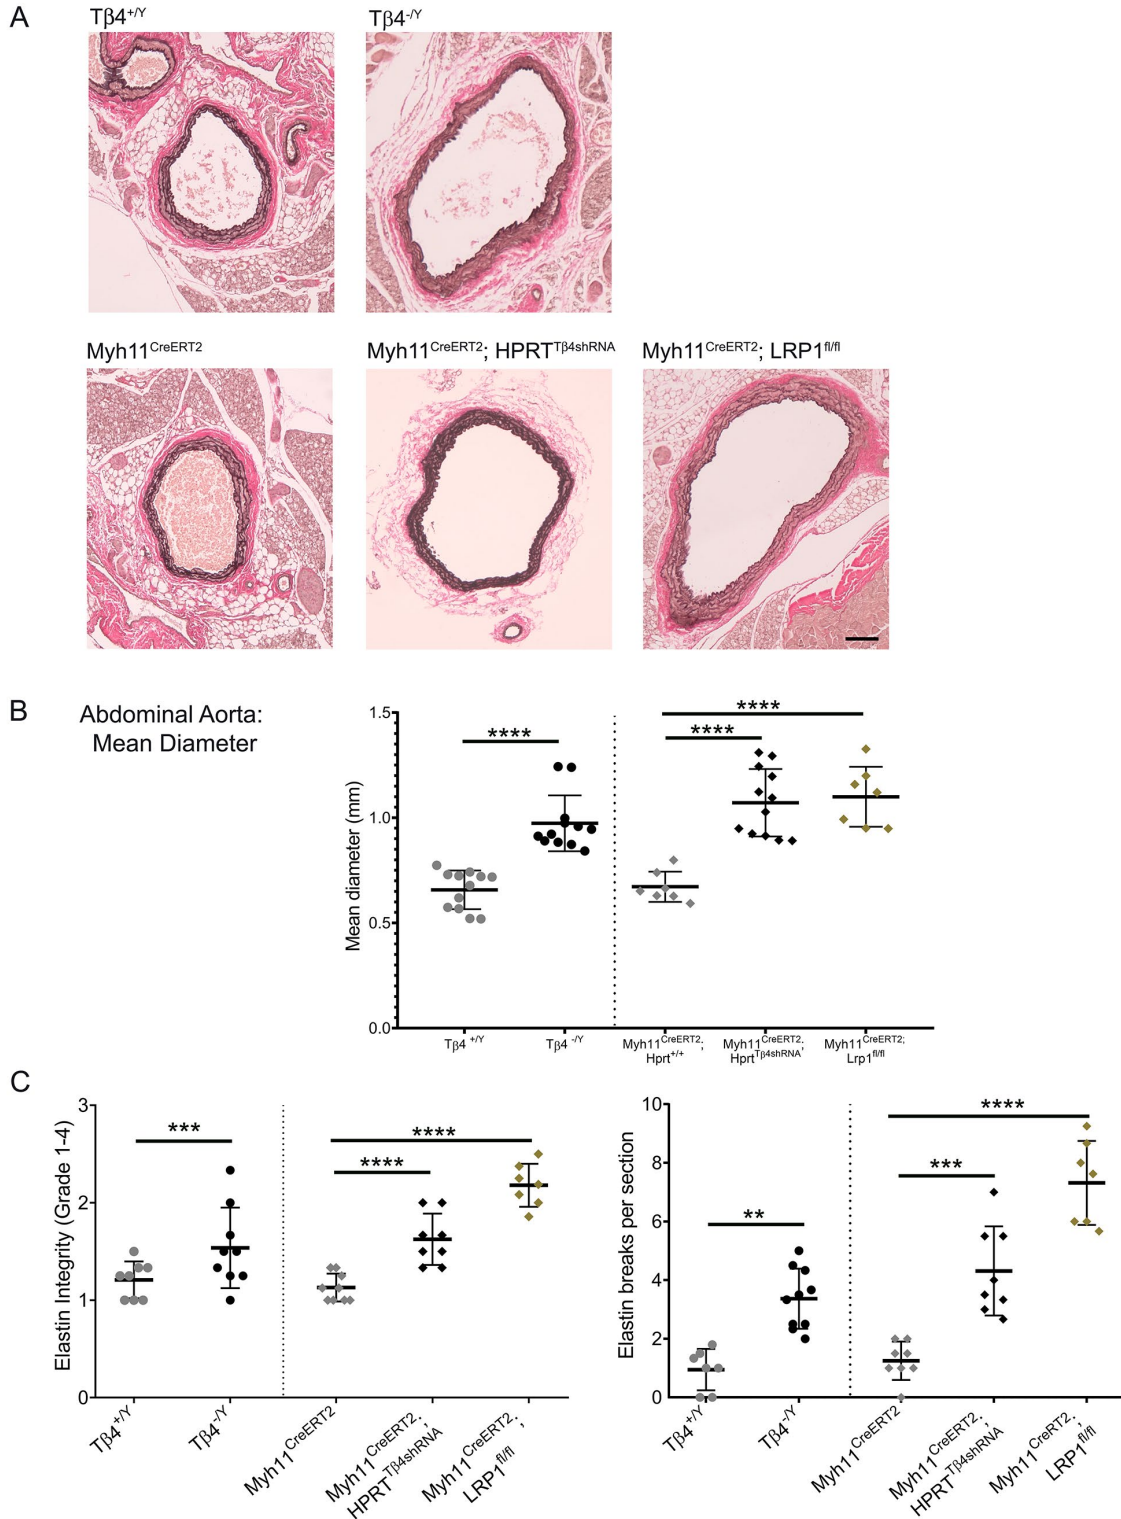 A
Tβ4+/Y
Tβ4-/Y
Myh11CreERT2
Myh11CreERT2; HPRTTβ4shRNA
Myh11CreERT2; LRP1fl/fl
B
Abdominal Aorta:
Mean Diameter
Mean diameter (mm)
1.5
1.0
0.5
0.0
****
****
****
Tβ4 +/Y
Tβ4 -/Y
Myh11CreERT2;
Hprt+/+
Myh11CreERT2;
HprtTβ4shRNA
Myh11CreERT2;
Lrp1fl/fl
C
Elastin Integrity (Grade 1-4)
3
2
1
0
***
****
****
Tβ4+/Y
Tβ4-/Y
Myh11CreERT2
Myh11CreERT2;
HPRTTβ4shRNA
Myh11CreERT2;
LRP1fl/fl
Elastin breaks per section
10
8
6
4
2
0
**
***
****
Tβ4+/Y
Tβ4-/Y
Myh11CreERT2
Myh11CreERT2;
HPRTTβ4shRNA
Myh11CreRT2;
LRP1fl/fl